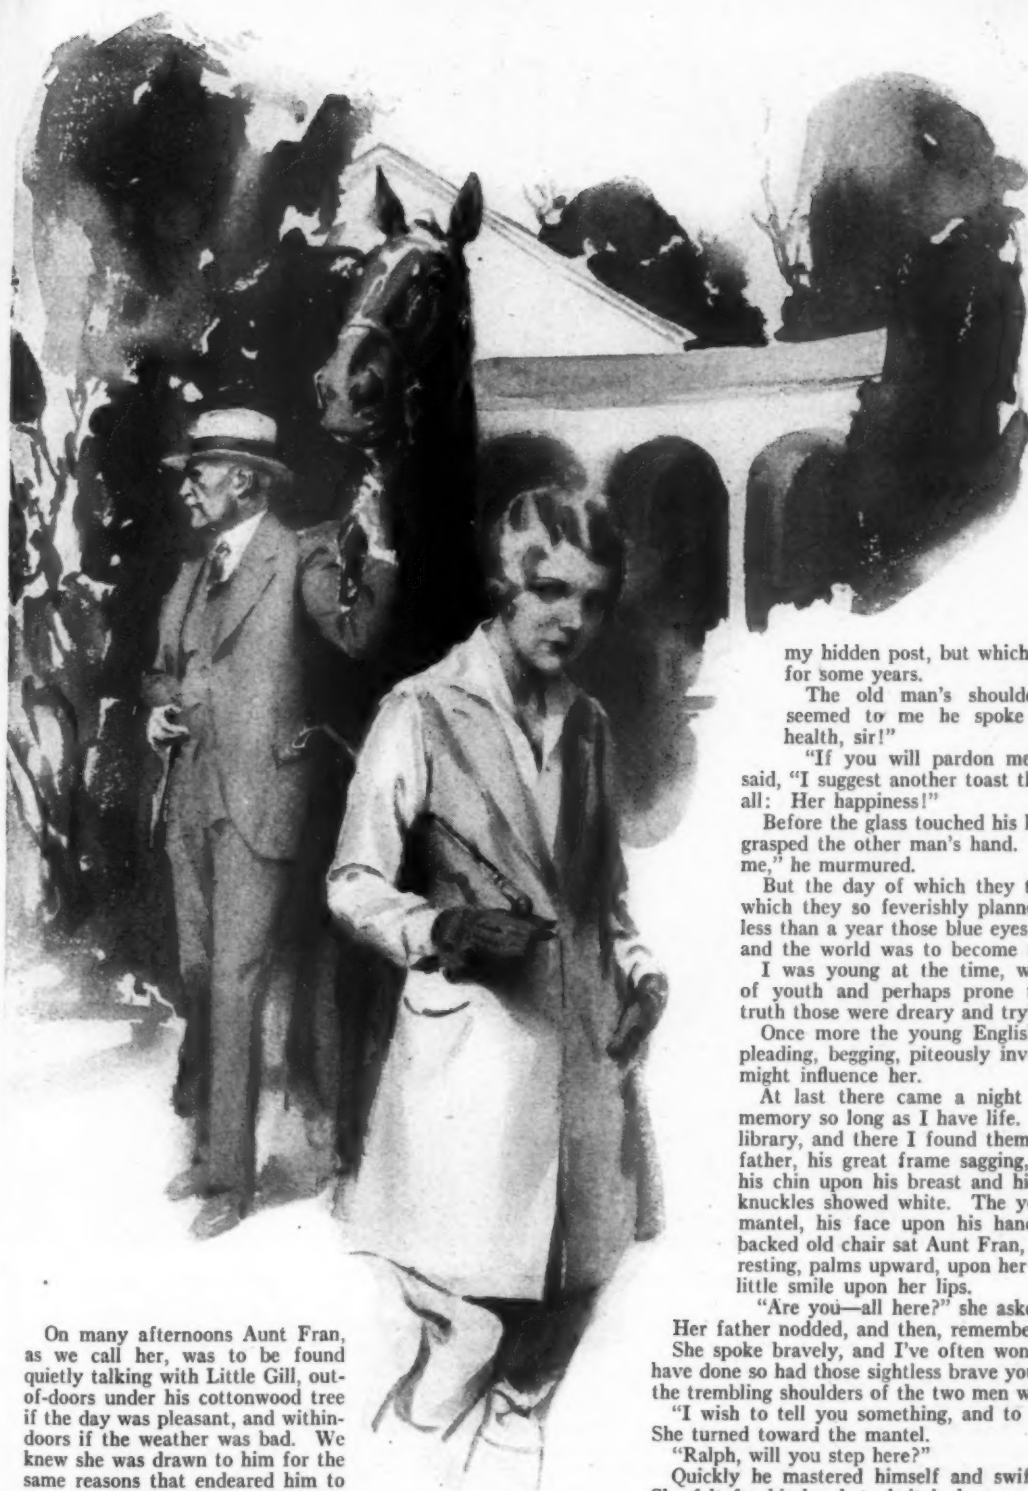 On many afternoons Aunt Fran,
as we call her, was to be found
quietly talking with Little Gill, out-
of-doors under his cottonwood tree
if the day was pleasant, and within-
doors if the weather was bad. We
knew she was drawn to him for the
same reasons that endeared him to
my hidden post, but which
for some years.
The old man's should
seemed to me he spoke
health, sir!"
"If you will pardon me
said, "I suggest another toast th
all: Her happiness!"
Before the glass touched his
grasped the other man's hand.
me," he murmured.
But the day of which they
which they so feverishly plann
less than a year those blue eyes
and the world was to become
I was young at the time, w
of youth and perhaps prone
truth those were dreary and try
Once more the young Englis
pleading, begging, piteously inv
might influence her.
At last there came a night
memory so long as I have life.
library, and there I found them
father, his great frame sagging,
his chin upon his breast and hi
knuckles showed white. The y
mantel, his face upon his han
backed old chair sat Aunt Fran,
resting, palms upward, upon her
little smile upon her lips.
"Are you—all here?" she ask
Her father nodded, and then, rememb
She spoke bravely, and I've often won
have done so had those sightless brave yo
the trembling shoulders of the two men w
"I wish to tell you something, and to
She turned toward the mantel.
"Ralph, will you step here?"
Quickly he mastered himself and swif